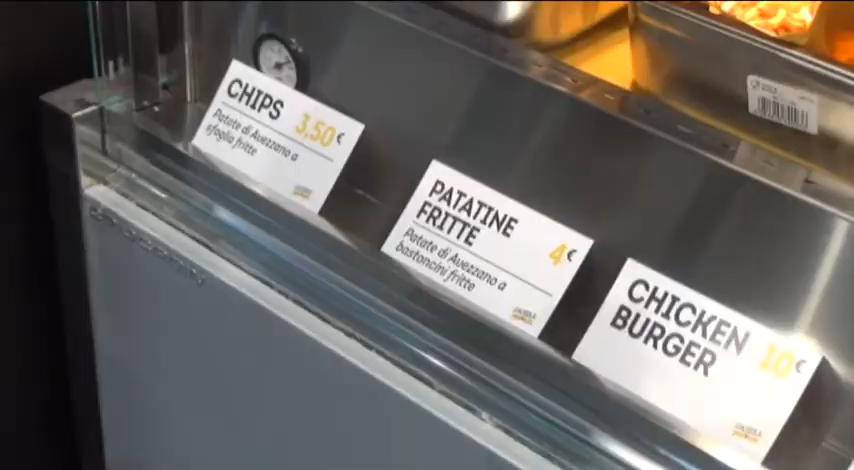 CHIPS
3,50€
Patate di Avezzano a
sfoglia fritte
PATATINE
FRITTE
4€
Patate di Avezzano a
bastoncini fritte
CHICKEN
BURGER
10€